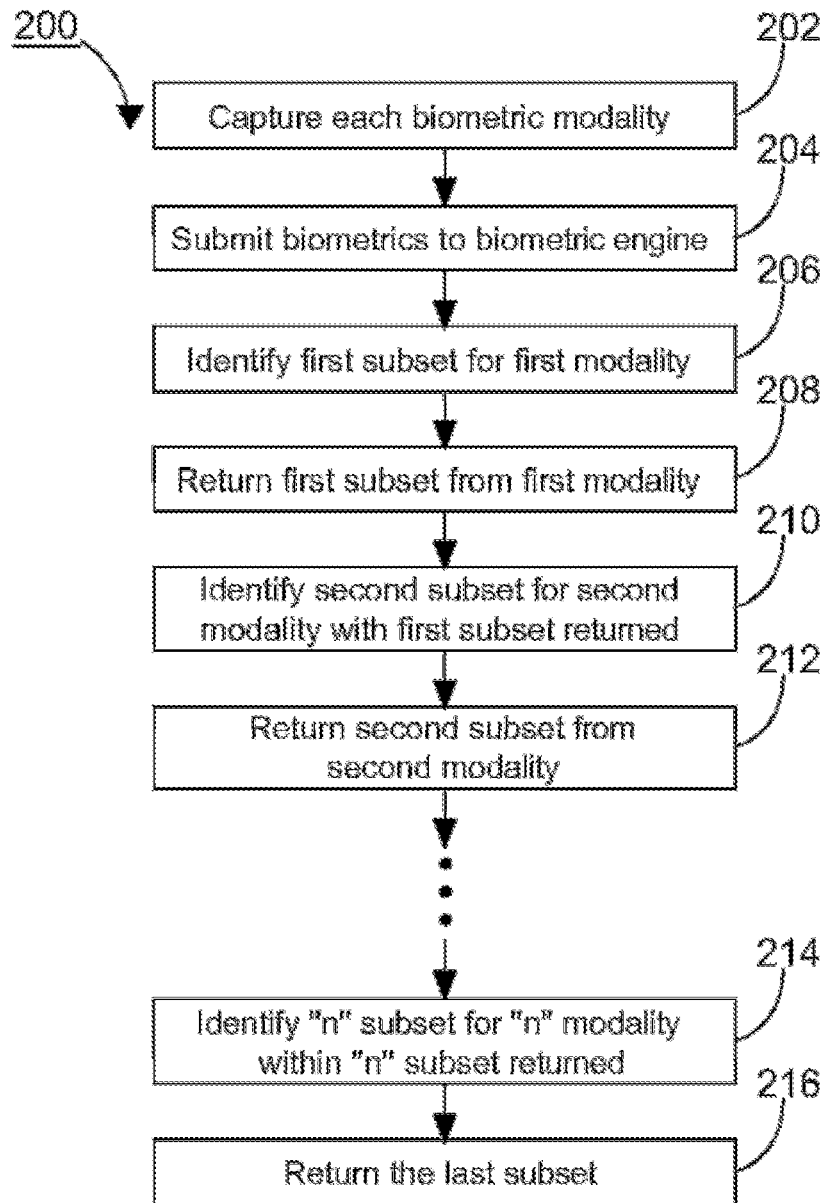 200
202
Capture each biometric modality
204
Submit biometrics to biometric engine
206
Identify first subset for first modality
208
Return first subset from first modality
210
Identify second subset for second
modality with first subset returned
212
Return second subset from
second modality
214
Identify "n" subset for "n" modality
within "n" subset returned
216
Return the last subset